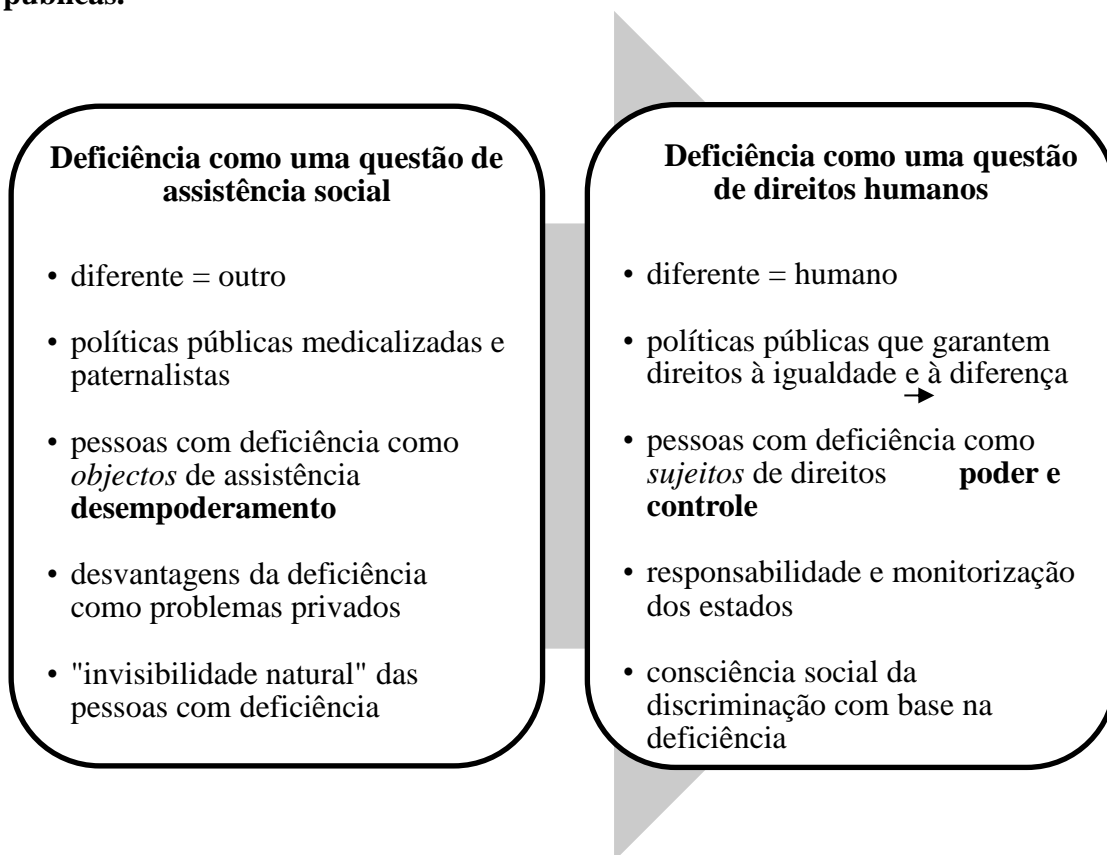 públicas.
Deficiência como uma questão de
assistência social
• diferente = outro
• políticas públicas medicalizadas e
paternalistas
• pessoas com deficiência como
objectos de assistência
desempoderamento
• desvantagens da deficiência
como problemas privados
• "invisibilidade natural" das
pessoas com deficiência
Deficiência como uma questão
de direitos humanos
• diferente = humano
• políticas públicas que garantem
direitos à igualdade e à diferença
• pessoas com deficiência como
sujeitos de direitos poder e
controle
• responsabilidade e monitorização
dos estados
• consciência social da
discriminação com base na
deficiência